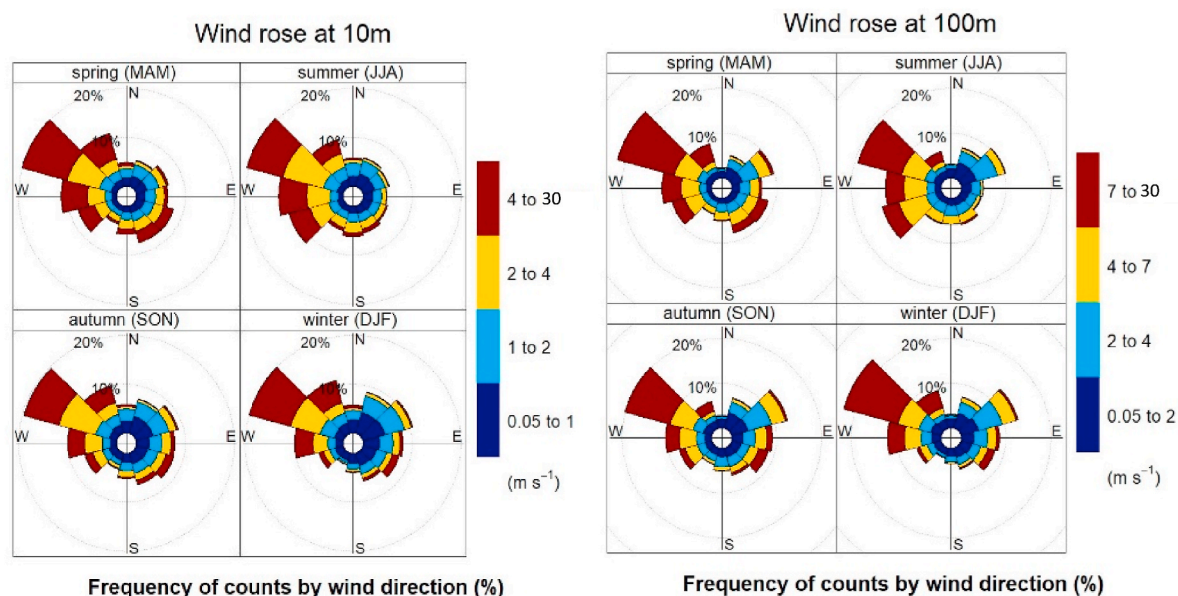 Wind rose at 10m
spring (MAM)
summer (JJA)
20%
N
10%
W
S
20%
N
10%
E
S
autumn (SON)
winter (DJF)
20%
N
10%
W
S
20%
N
10%
E
S
4 to 30
2 to 4
1 to 2
0.05 to 1
(m s⁻¹)
Frequency of counts by wind direction (%)
Wind rose at 100m
spring (MAM)
summer (JJA)
20%
N
10%
W
S
20%
N
10%
E
S
autumn (SON)
winter (DJF)
20%
N
10%
W
S
20%
N
10%
E
S
7 to 30
4 to 7
2 to 4
0.05 to 2
(m s⁻¹)
Frequency of counts by wind direction (%)